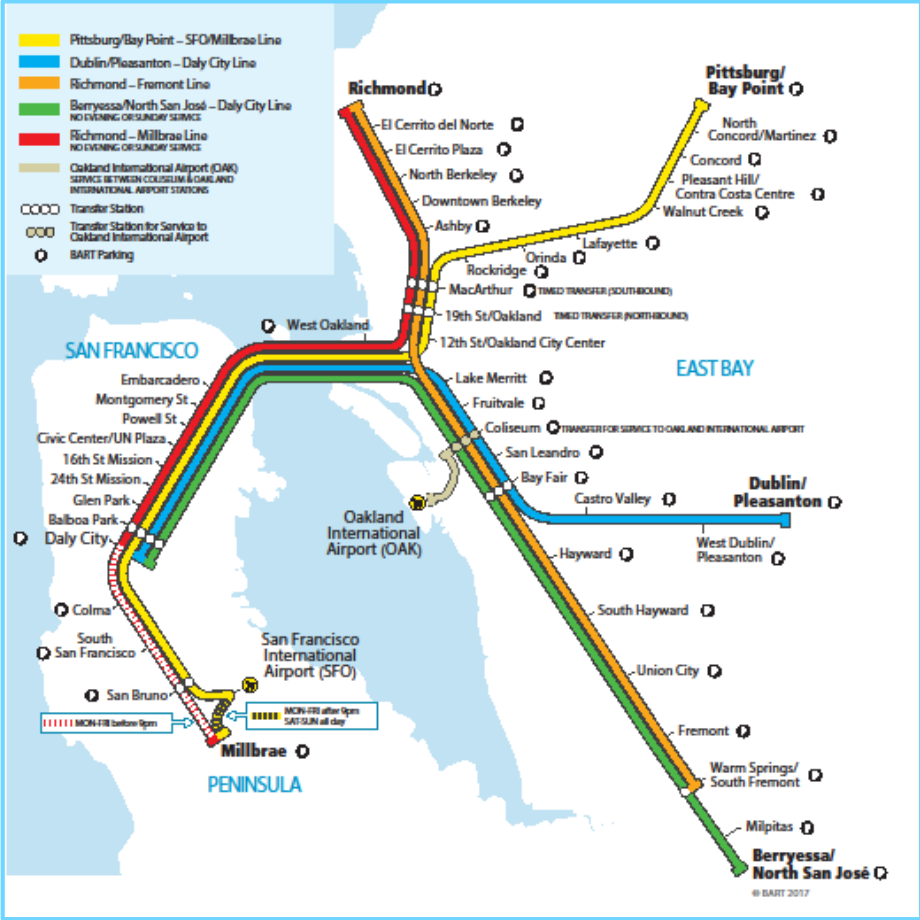 Pittsburg/Bay Point – SFO/Millbrae Line
Dublin/Pleasanton – Daly City Line
Richmond – Fremont Line
Berryessa/North San José – Daly City Line
NO EVENING OR SUNDAY SERVICE
Richmond – Millbrae Line
NO EVENING OR SUNDAY SERVICE
Oakland International Airport (OAK)
SERVICE BETWEEN COLISEUM & OAKLAND
INTERNATIONAL AIRPORT STATIONS
Transfer Station
Transfer Station for Service to
Oakland International Airport
BART Parking
Richmond
El Cerrito del Norte
El Cerrito Plaza
North Berkeley
Downtown Berkeley
Ashby
Pittsburg/
Bay Point
North
Concord/Martinez
Concord
Pleasant Hill/
Contra Costa Centre
Walnut Creek
Lafayette
Orinda
Rockridge
MacArthur
TIMED TRANSFER (SOUTHBOUND)
19th St/Oakland
TIMED TRANSFER (NORTHBOUND)
12th St/Oakland City Center
West Oakland
SAN FRANCISCO
EAST BAY
Embarcadero
Montgomery St
Powell St
Civic Center/UN Plaza
16th St Mission
24th St Mission
Glen Park
Balboa Park
Daly City
Lake Merritt
Fruitvale
Coliseum
TRANSFER FOR SERVICE TO OAKLAND INTERNATIONAL AIRPORT
San Leandro
Bay Fair
Castro Valley
Dublin/
Pleasanton
West Dublin/
Pleasanton
Oakland
International
Airport (OAK)
Hayward
South Hayward
Union City
Fremont
Warm Springs/
South Fremont
Milpitas
Berryessa/
North San José
© BART 2017
Colma
South
San Francisco
San Bruno
San Francisco
International
Airport (SFO)
MON-FRI before 9pm
MON-FRI after 9pm
SAT-SUN all day
Millbrae
PENINSULA